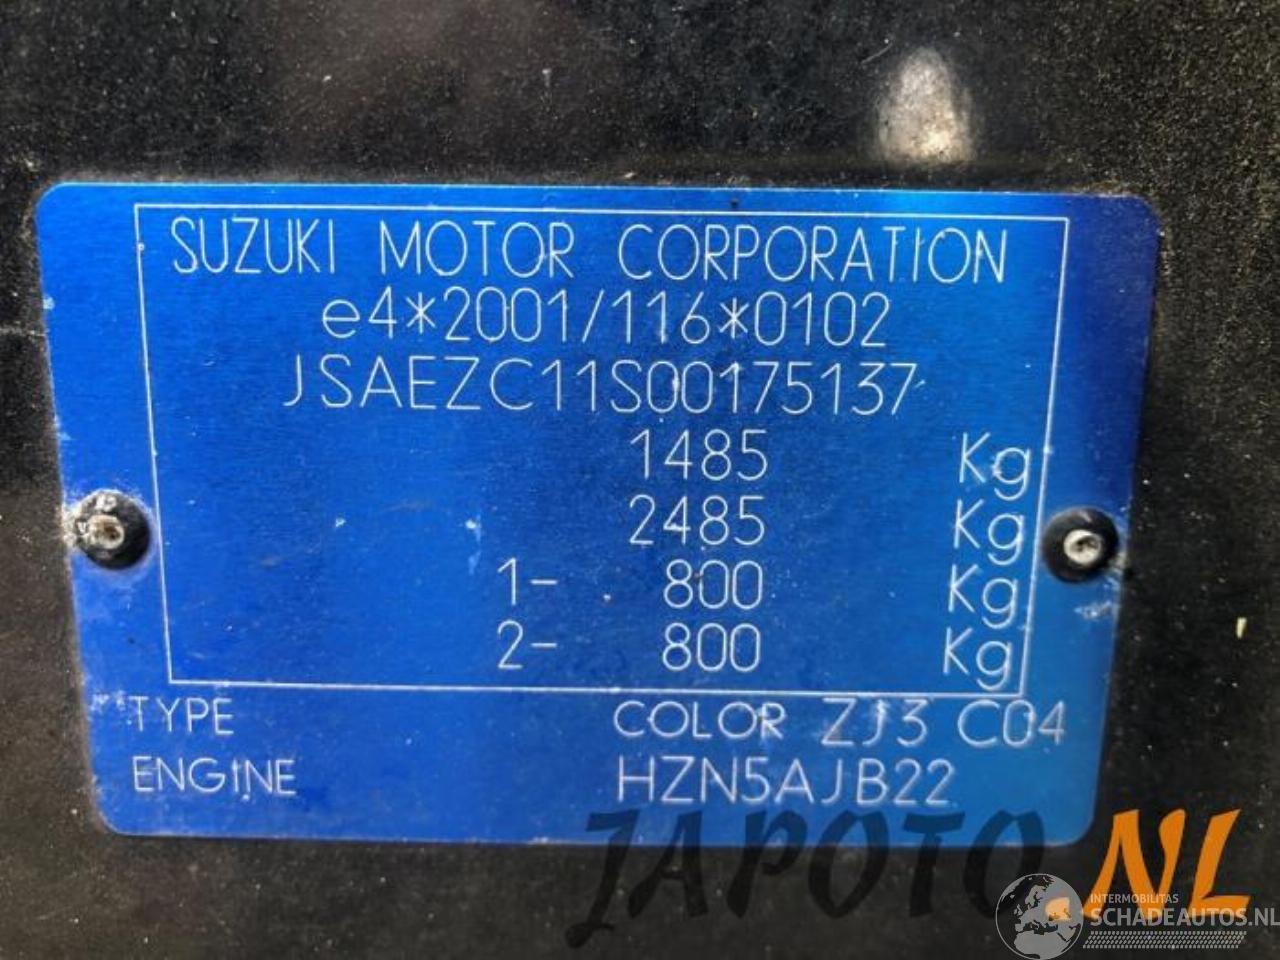 SUZUKI MOTOR CORPORATION
e4*2001/116*0102
JSAEZC11S00175137
1485 Kg
2485 Kg
1- 800 Kg
2- 800 Kg
TYPE COLOR ZJ3 C04
ENGINE HZN5AJB22
JAPOTO.NL
INTERMOBILITAS
SCHADEAUTOS.NL